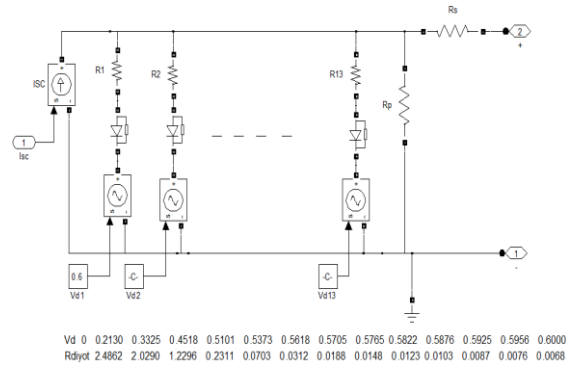 Rs
2
+
ISC
R1
R2
R13
Rp
1
Isc
0.6
-C-
-C-
Vd1
Vd2
Vd13
1
-
Vd 0 0.2130 0.3325 0.4518 0.5101 0.5373 0.5618 0.5705 0.5765 0.5822 0.5876 0.5925 0.5956 0.6000
Rdiyot 2.4862 2.0290 1.2296 0.2311 0.0703 0.0312 0.0188 0.0148 0.0123 0.0103 0.0087 0.0076 0.0068